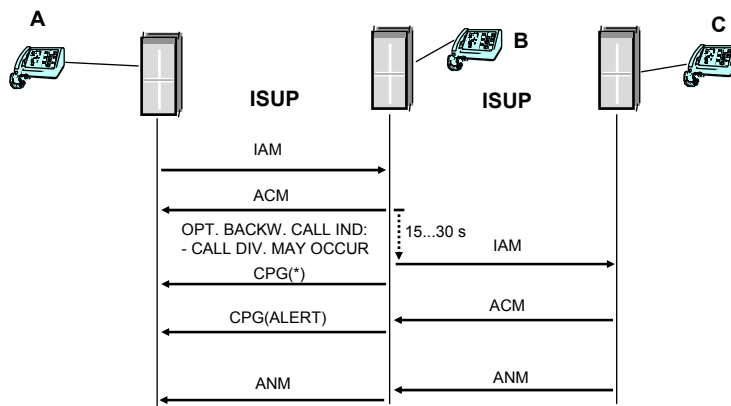 A
B
C
ISUP
ISUP
IAM
ACM
OPT. BACKW. CALL IND:
- CALL DIV. MAY OCCUR
15...30 s
IAM
CPG(*)
ACM
CPG(ALERT)
ANM
ANM